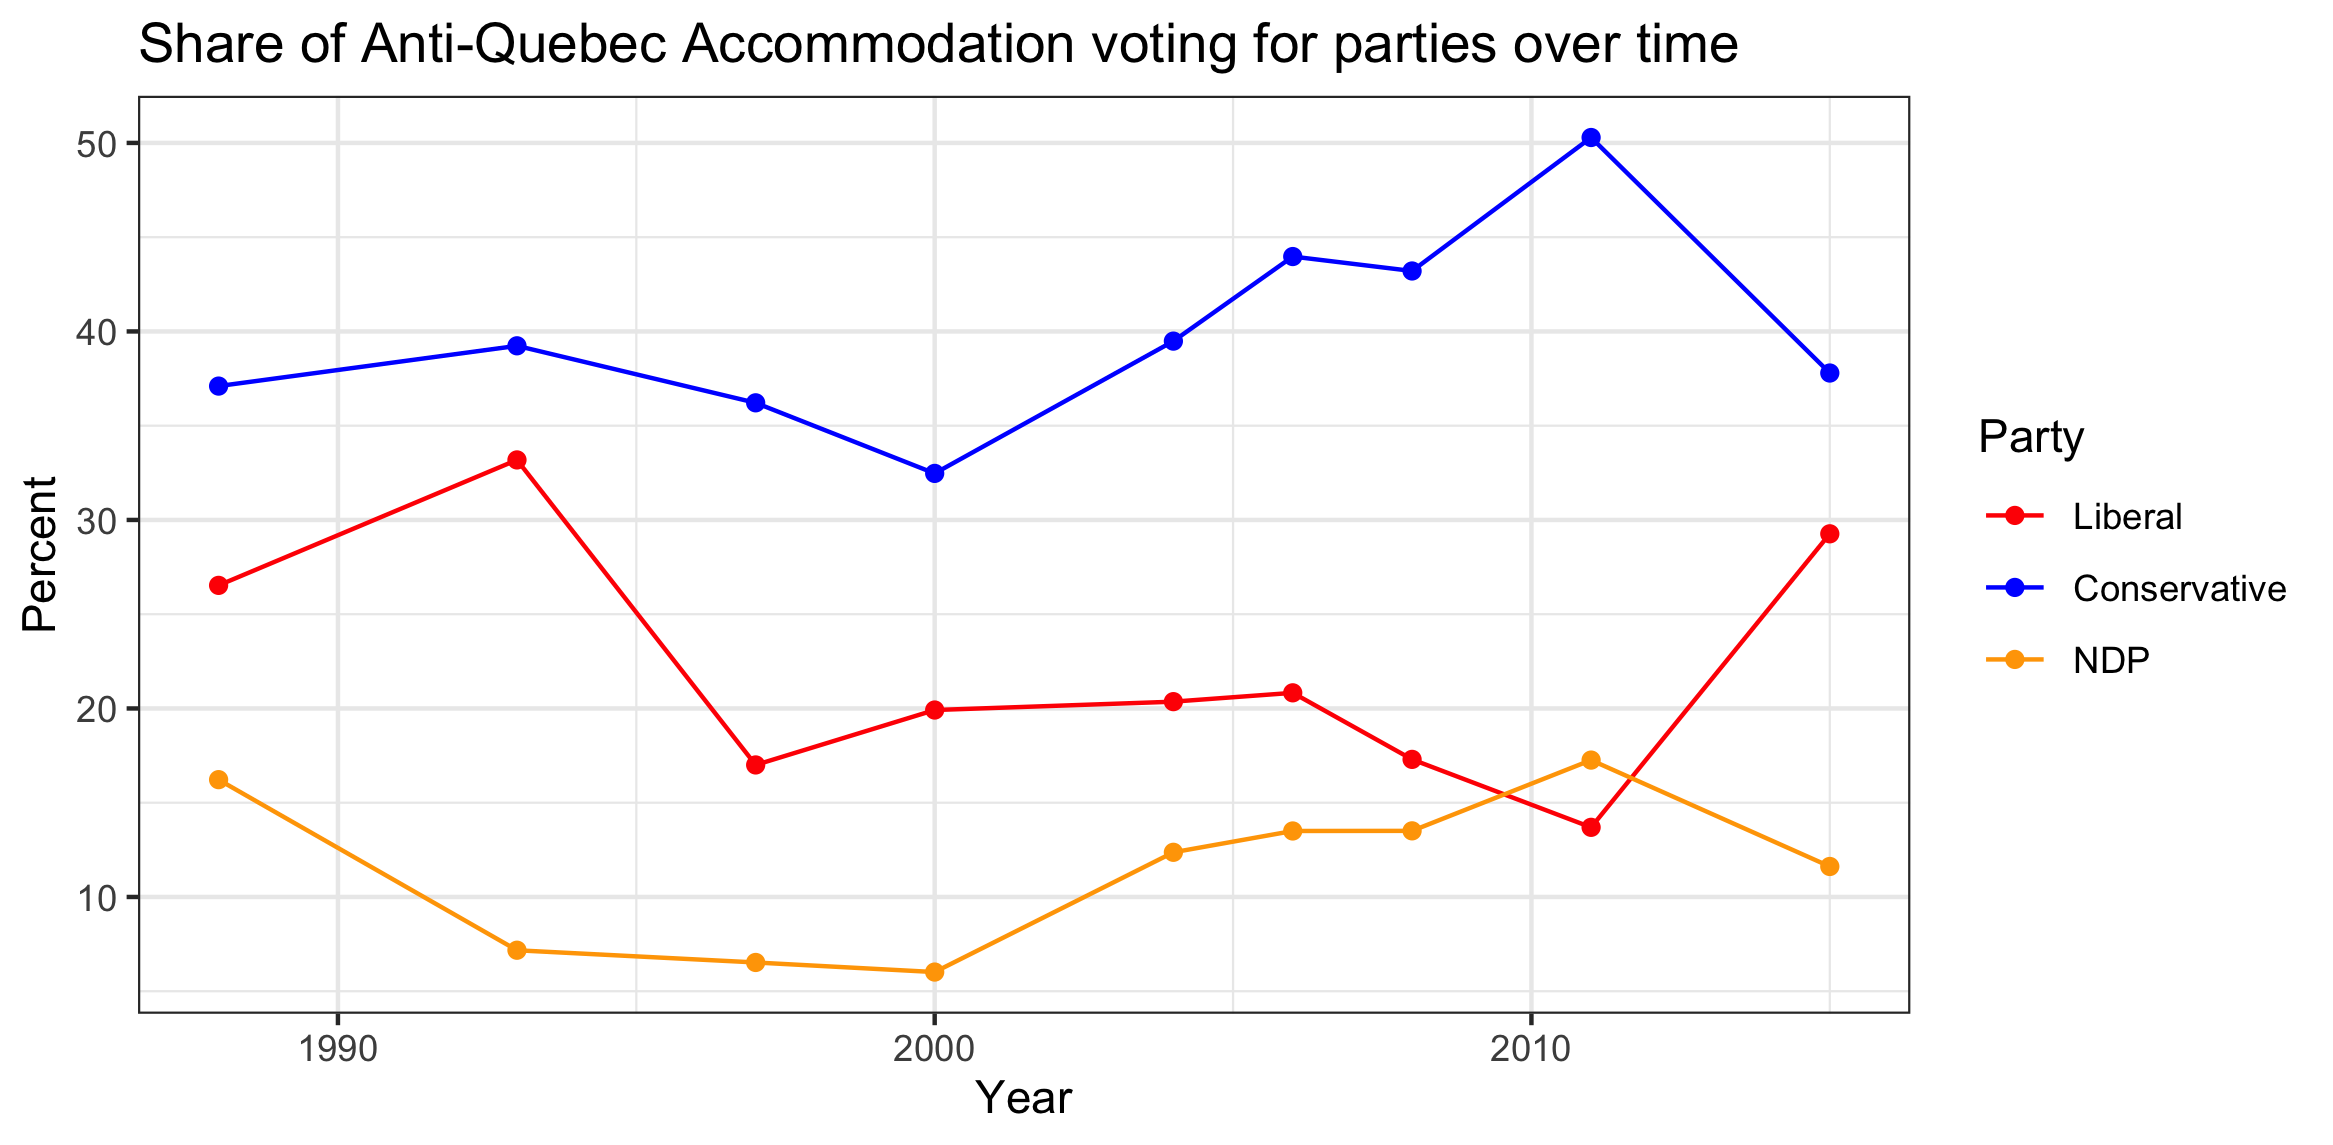 Share of Anti-Quebec Accommodation voting for parties over time
50
40
30
20
10
Percent
1990
2000
2010
Year
Party
Liberal
Conservative
NDP